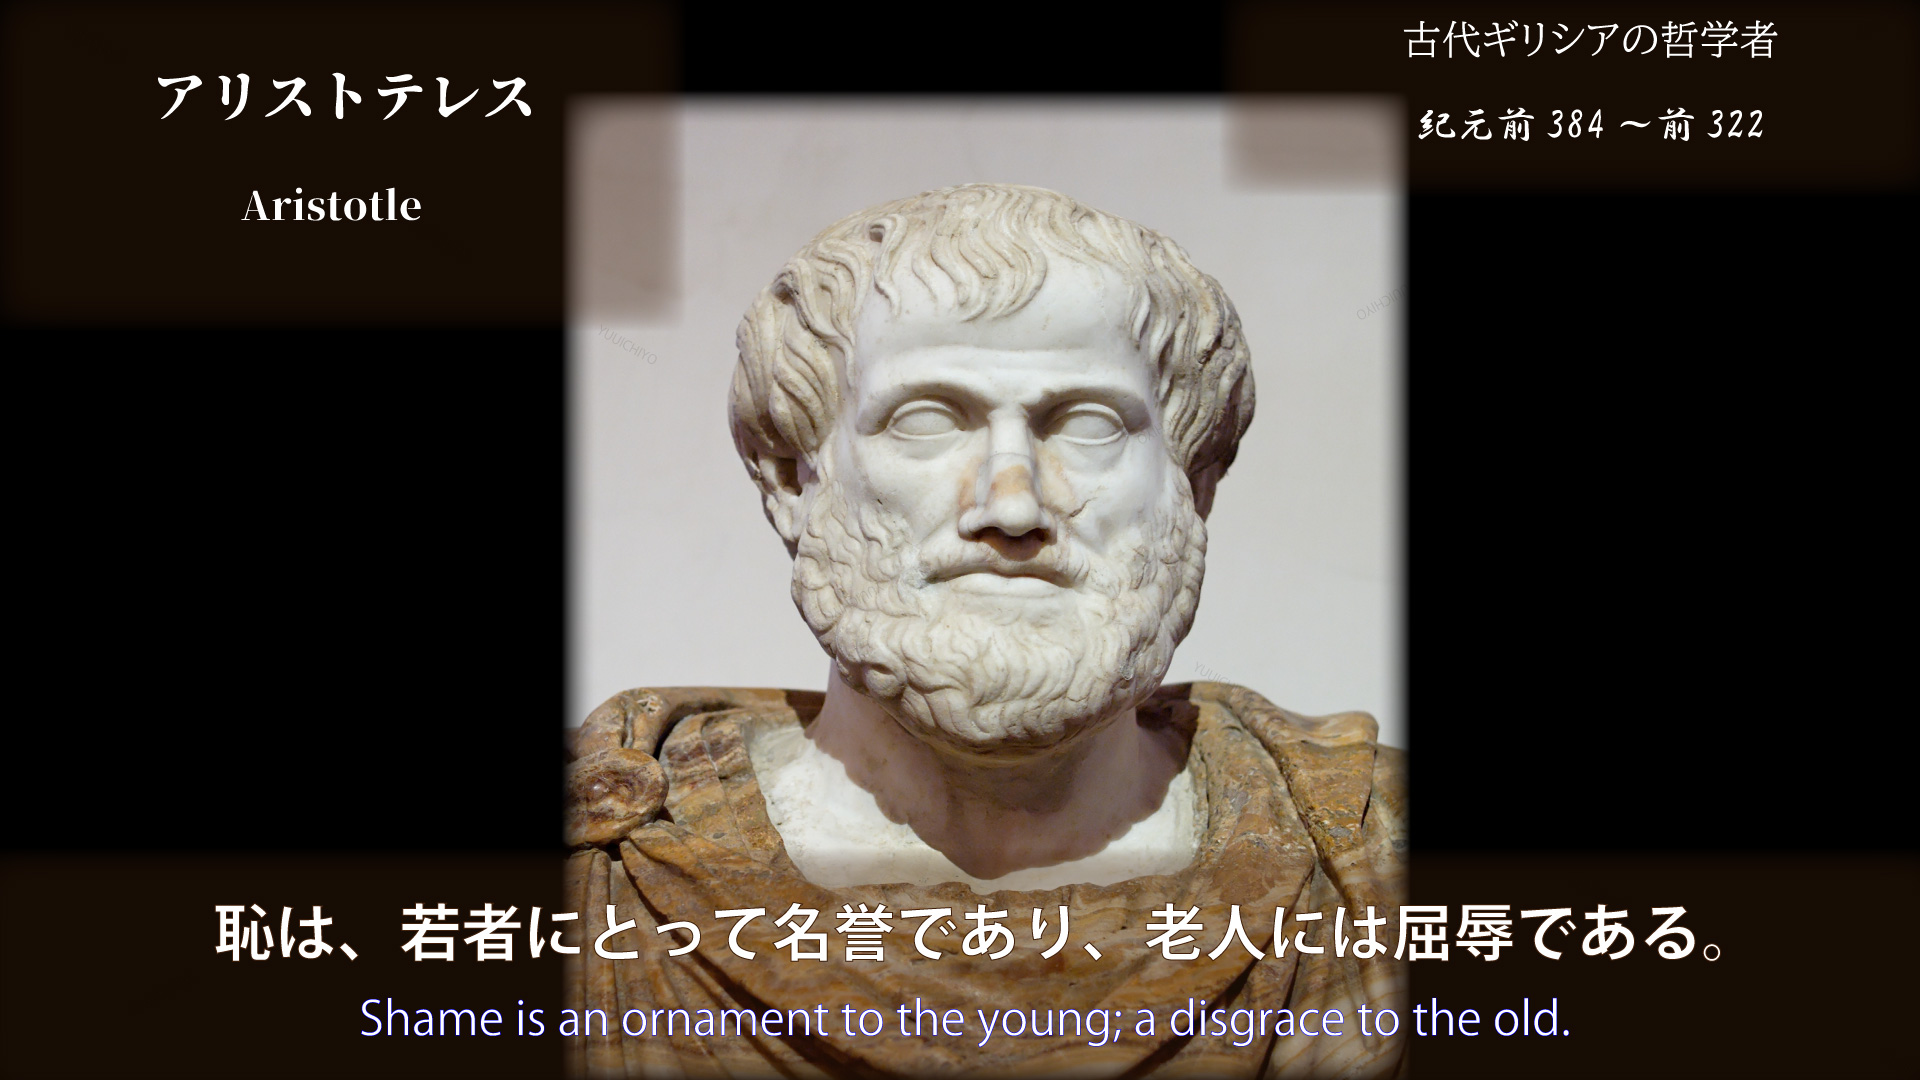 アリストテレス
Aristotle
古代ギリシアの哲学者
紀元前 384 ～前 322
YUUICHIYO
恥は、若者にとって名誉であり、老人には屈辱である。
Shame is an ornament to the young; a disgrace to the old.